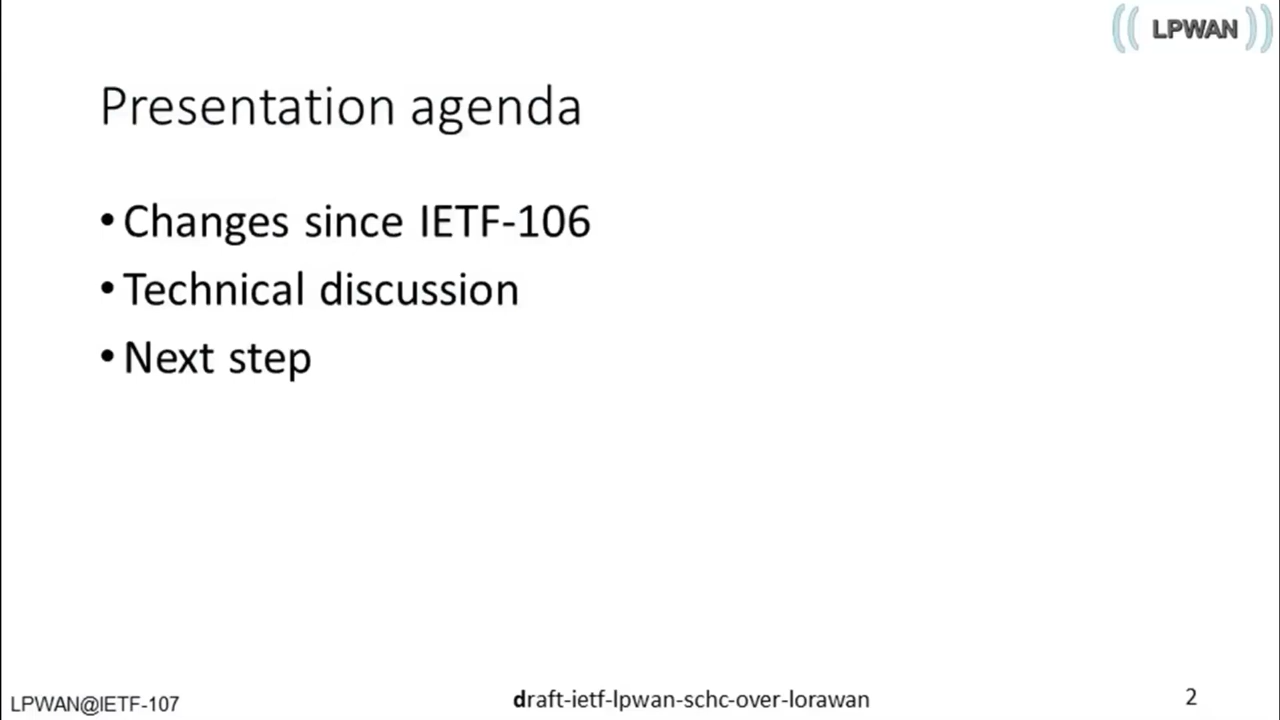 (( LPWAN ))
Presentation agenda
• Changes since IETF-106
• Technical discussion
• Next step
LPWAN@IETF-107
draft-ietf-lpwan-schc-over-lorawan
2